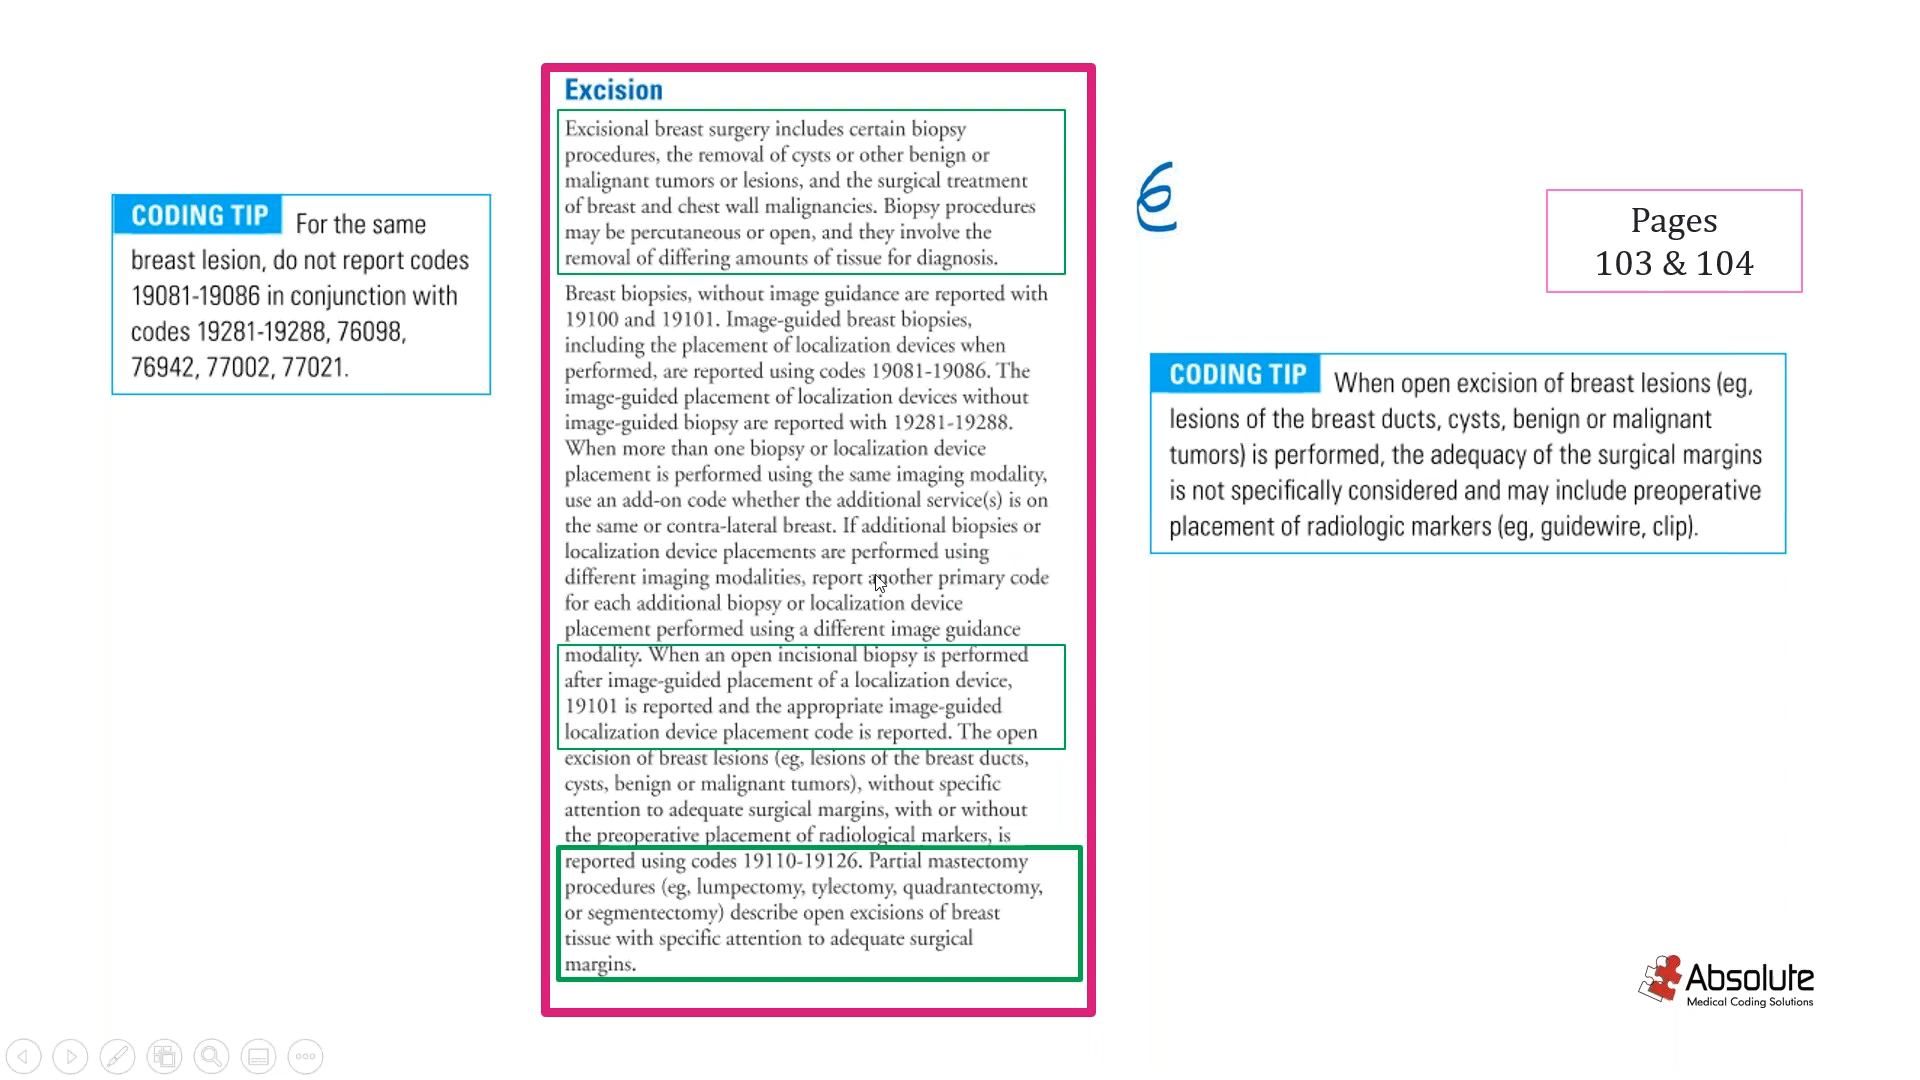 CODING TIP For the same
breast lesion, do not report codes
19081-19086 in conjunction with
codes 19281-19288, 76098,
76942, 77002, 77021.
Excision
Excisional breast surgery includes certain biopsy
procedures, the removal of cysts or other benign or
malignant tumors or lesions, and the surgical treatment
of breast and chest wall malignancies. Biopsy procedures
may be percutaneous or open, and they involve the
removal of differing amounts of tissue for diagnosis.
Breast biopsies, without image guidance are reported with
19100 and 19101. Image-guided breast biopsies,
including the placement of localization devices when
performed, are reported using codes 19081-19086. The
image-guided placement of localization devices without
image-guided biopsy are reported with 19281-19288.
When more than one biopsy or localization device
placement is performed using the same imaging modality,
use an add-on code whether the additional service(s) is on
the same or contra-lateral breast. If additional biopsies or
localization device placements are performed using
different imaging modalities, report another primary code
for each additional biopsy or localization device
placement performed using a different image guidance
modality. When an open incisional biopsy is performed
after image-guided placement of a localization device,
19101 is reported and the appropriate image-guided
localization device placement code is reported. The open
excision of breast lesions (eg, lesions of the breast ducts,
cysts, benign or malignant tumors), without specific
attention to adequate surgical margins, with or without
the preoperative placement of radiological markers, is
reported using codes 19110-19126. Partial mastectomy
procedures (eg, lumpectomy, tylectomy, quadrantectomy,
or segmentectomy) describe open excisions of breast
tissue with specific attention to adequate surgical
margins.
Pages
103 & 104
CODING TIP When open excision of breast lesions (eg,
lesions of the breast ducts, cysts, benign or malignant
tumors) is performed, the adequacy of the surgical margins
is not specifically considered and may include preoperative
placement of radiologic markers (eg, guidewire, clip).
Absolute
Medical Coding Solutions